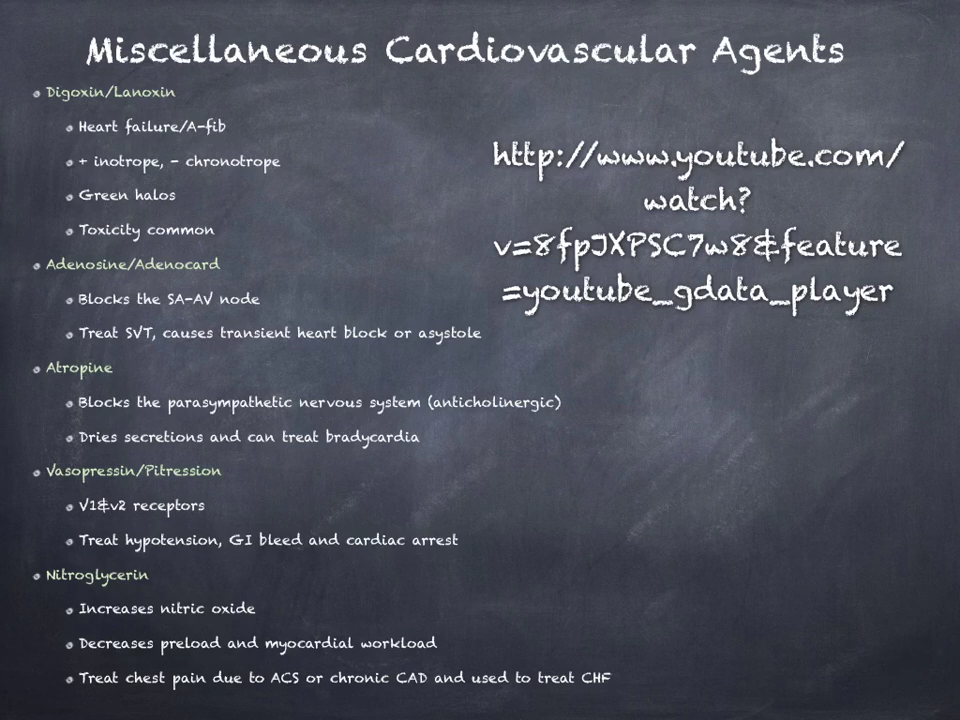 Miscellaneous Cardiovascular Agents
Digoxin/Lanoxin
Heart failure/A-fib
+ inotrope, - chronotrope
Green halos
Toxicity common
Adenosine/Adenocard
Blocks the SA-AV node
Treat SVT, causes transient heart block or asystole
Atropine
Blocks the parasympathetic nervous system (anticholinergic)
Dries secretions and can treat bradycardia
Vasopressin/Pitression
V1&v2 receptors
Treat hypotension, GI bleed and cardiac arrest
Nitroglycerin
Increases nitric oxide
Decreases preload and myocardial workload
Treat chest pain due to ACS or chronic CAD and used to treat CHF
http://www.youtube.com/
watch?
v=8fpJXPSC7w8&feature
=youtube_gdata_player